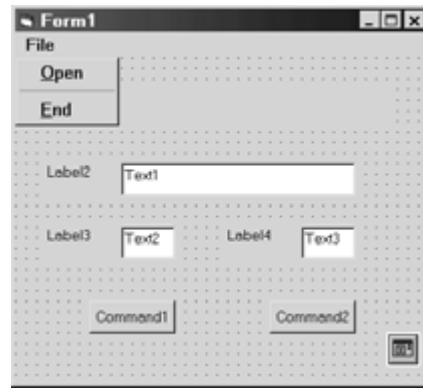 Form1
File
Open
End
Label2 Text1
Label3 Text2 Label4 Text3
Command1 Command2